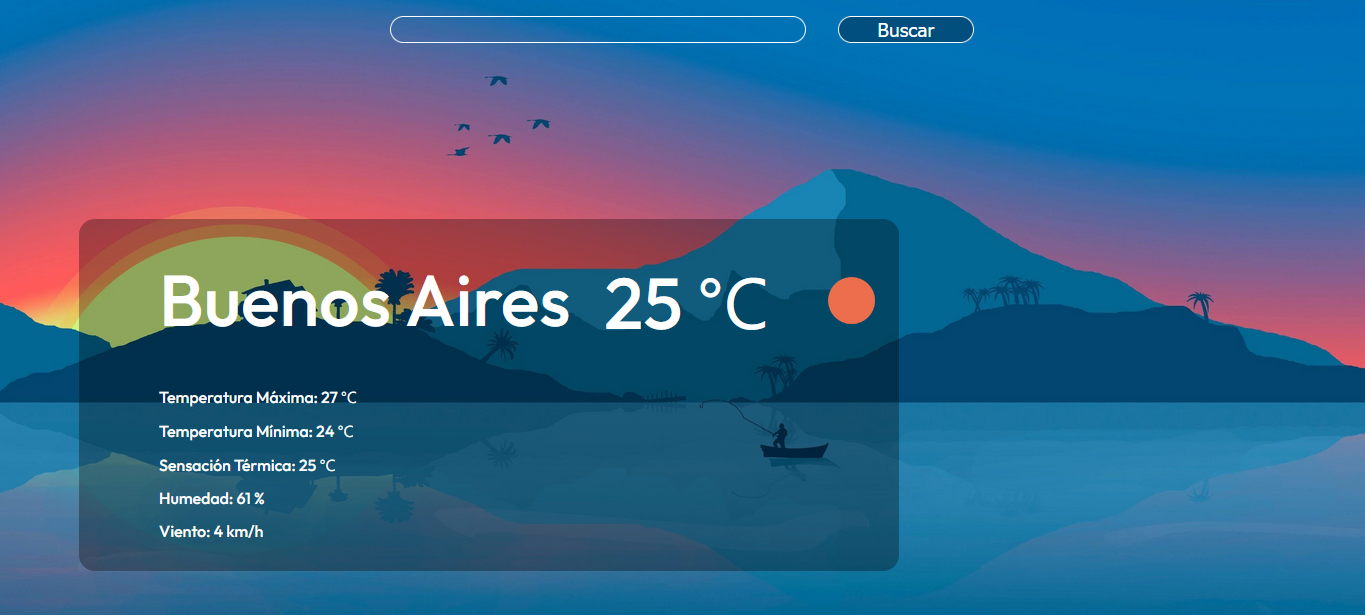 Buscar
Buenos Aires 25 °C
Temperatura Máxima: 27 °C
Temperatura Mínima: 24 °C
Sensación Térmica: 25 °C
Humedad: 61 %
Viento: 4 km/h